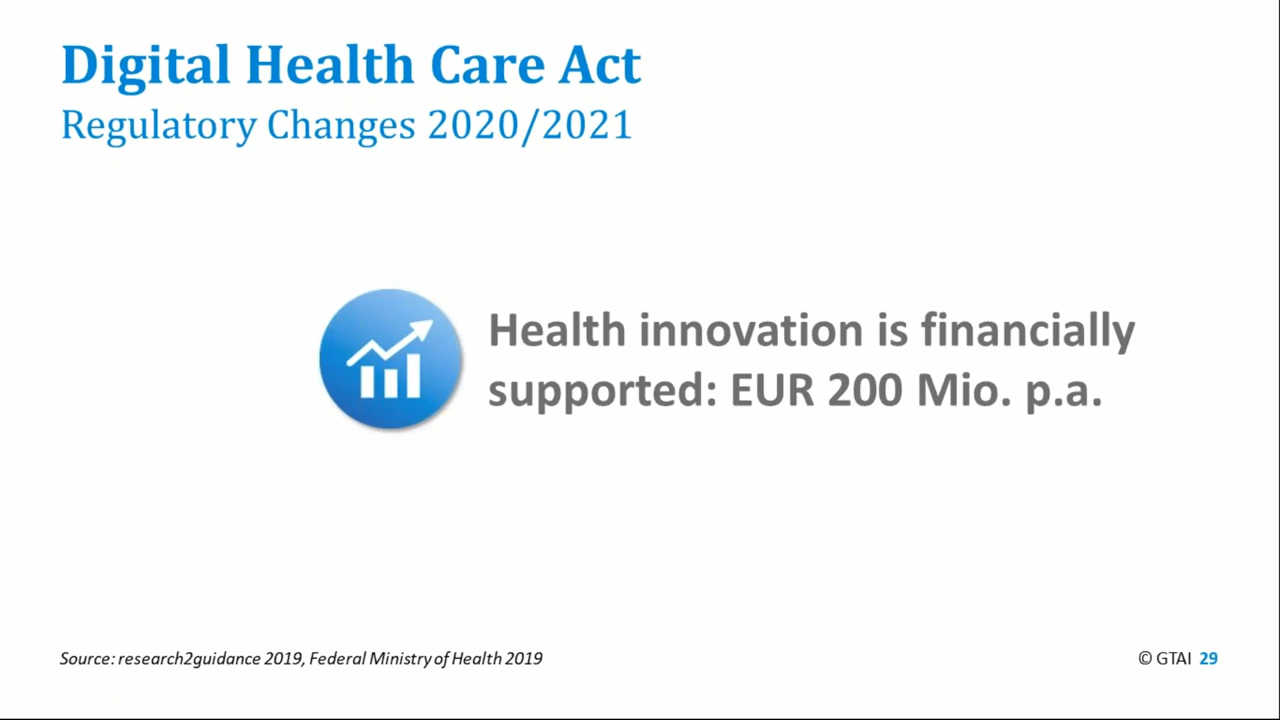 Digital Health Care Act
Regulatory Changes 2020/2021
Health innovation is financially
supported: EUR 200 Mio. p.a.
Source: research2guidance 2019, Federal Ministry of Health 2019
© GTAI 29